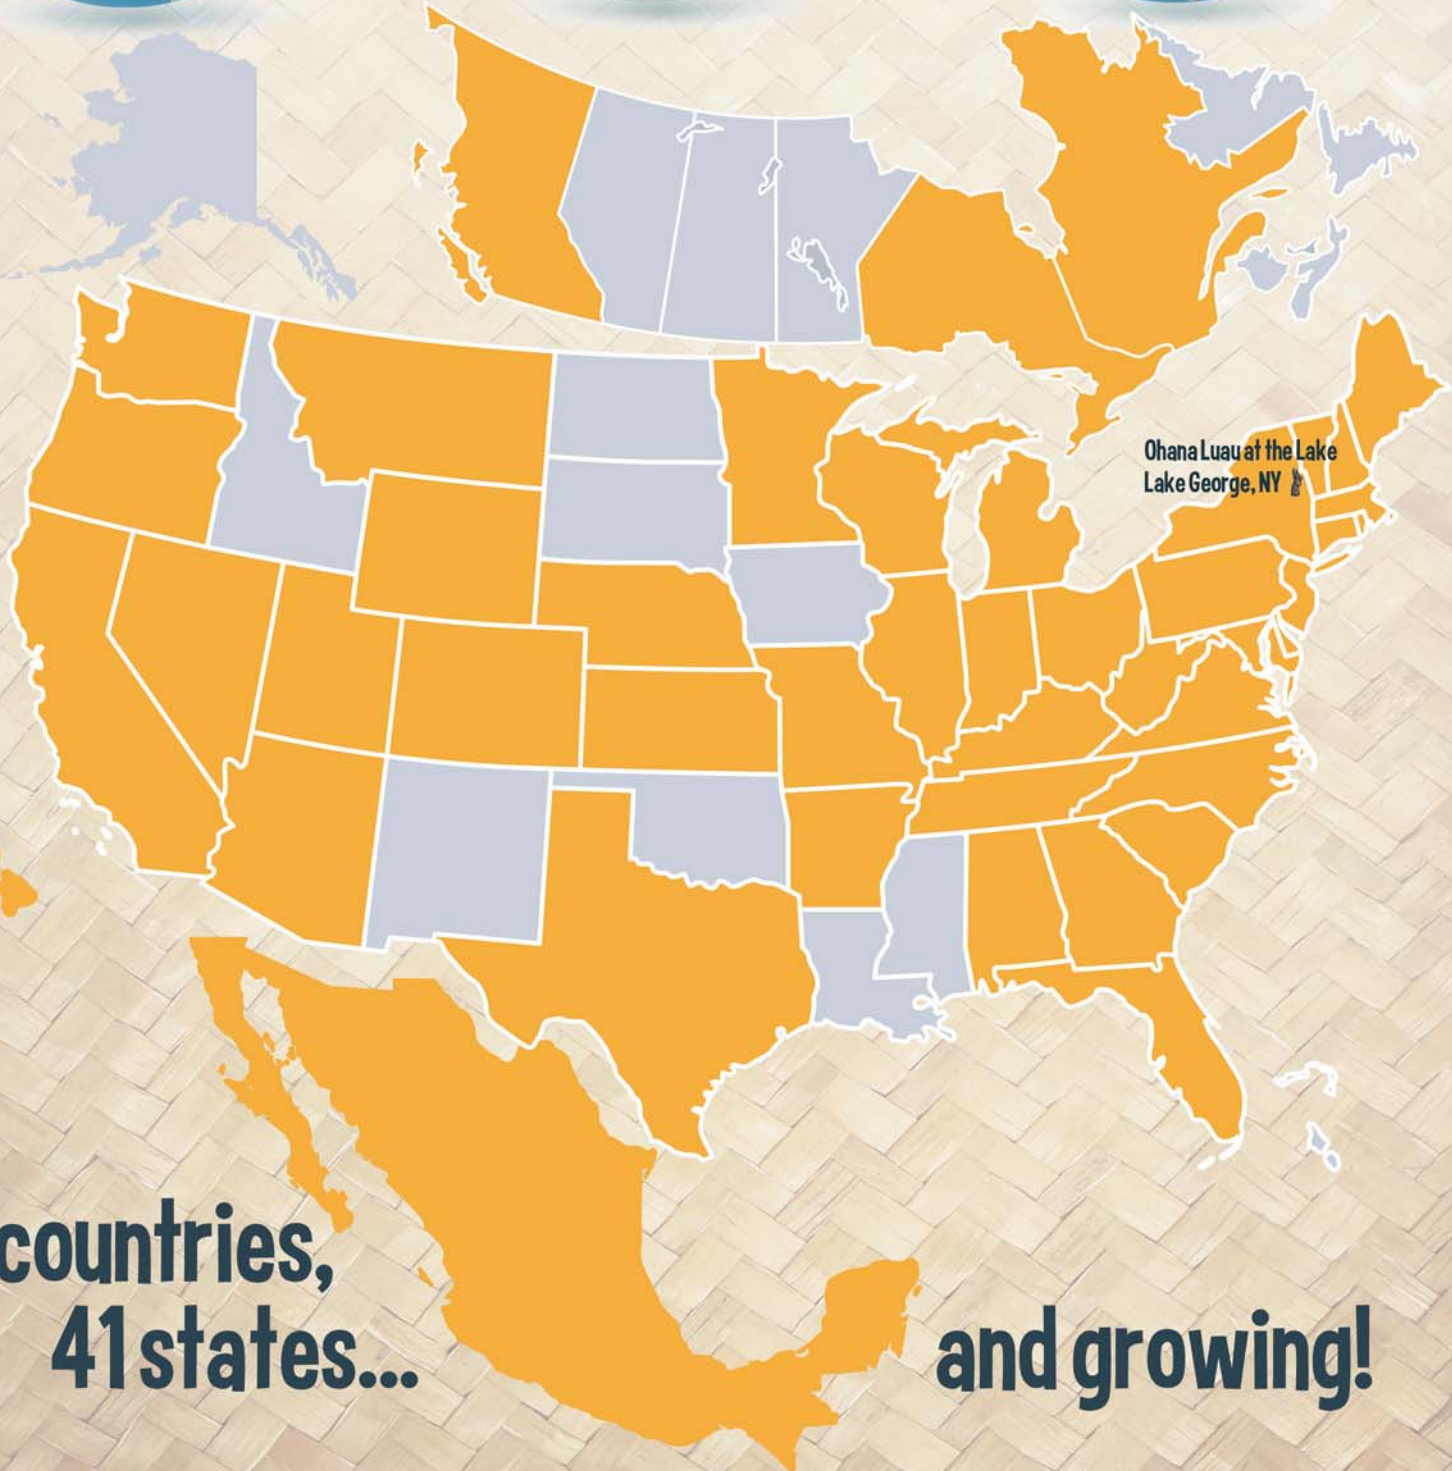 Ohana Luau at the Lake
Lake George, NY
countries,
41 states...
and growing!